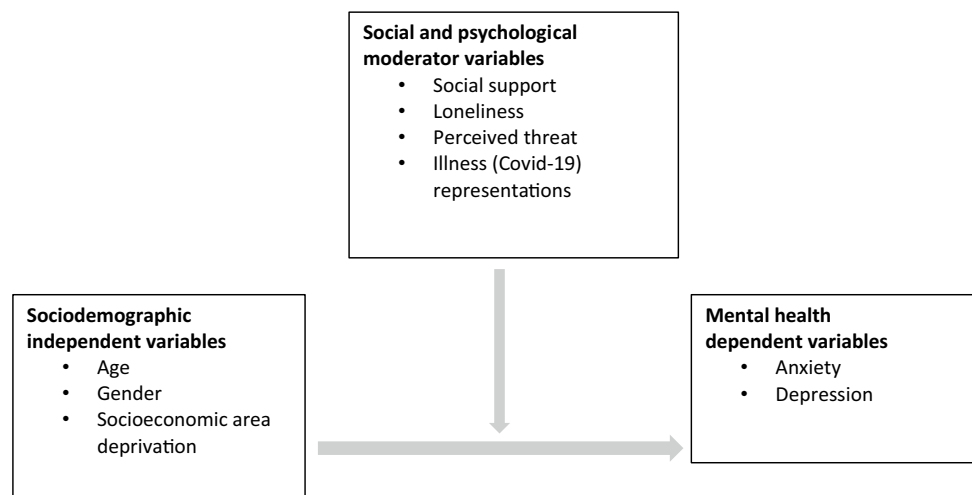 Social and psychological
moderator variables
• Social support
• Loneliness
• Perceived threat
• Illness (Covid-19)
representations
Sociodemographic
independent variables
• Age
• Gender
• Socioeconomic area
deprivation
Mental health
dependent variables
• Anxiety
• Depression